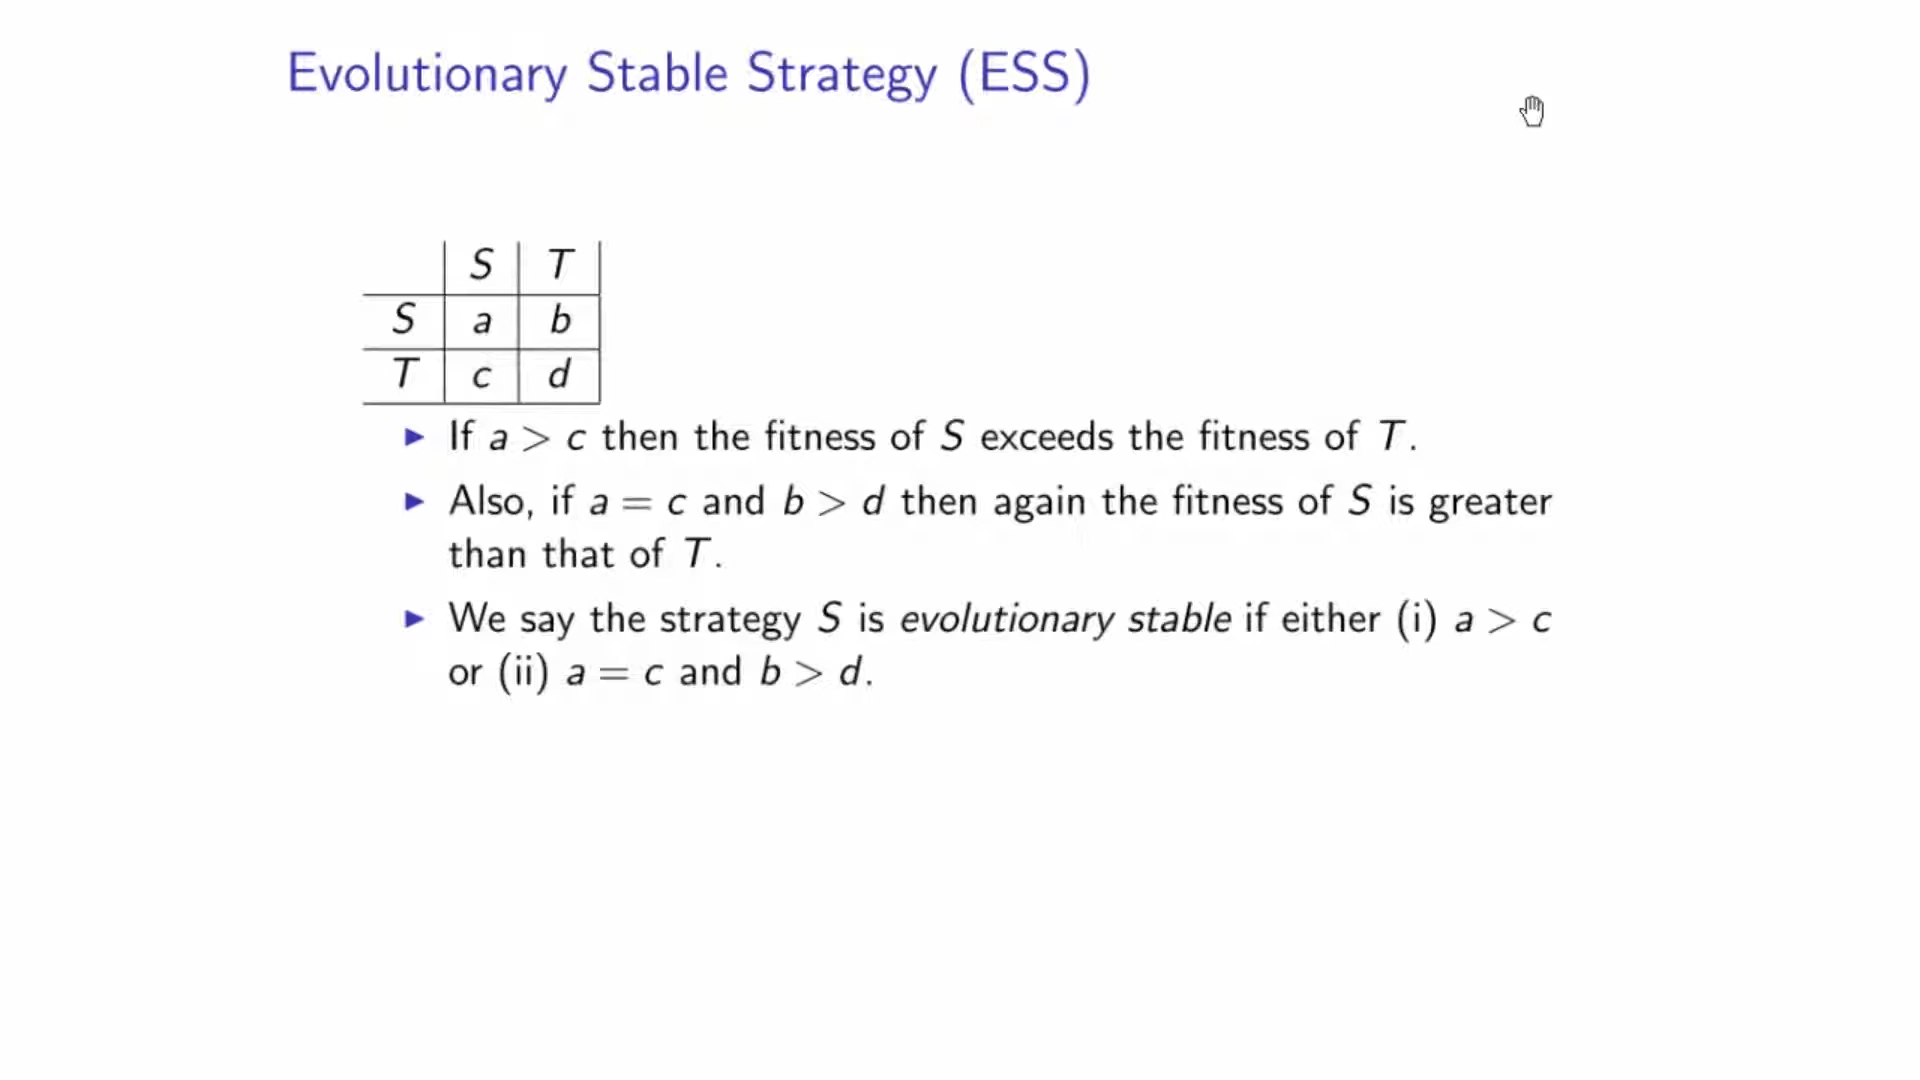 Evolutionary Stable Strategy (ESS)
S T
S a b
T c d
▶ If a > c then the fitness of S exceeds the fitness of T.
▶ Also, if a = c and b > d then again the fitness of S is greater
than that of T.
▶ We say the strategy S is evolutionary stable if either (i) a > c
or (ii) a = c and b > d.